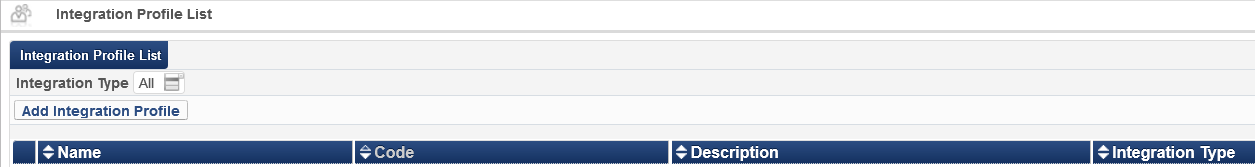 Integration Profile List
Integration Profile List
Integration Type All
Add Integration Profile
Name Code Description Integration Type